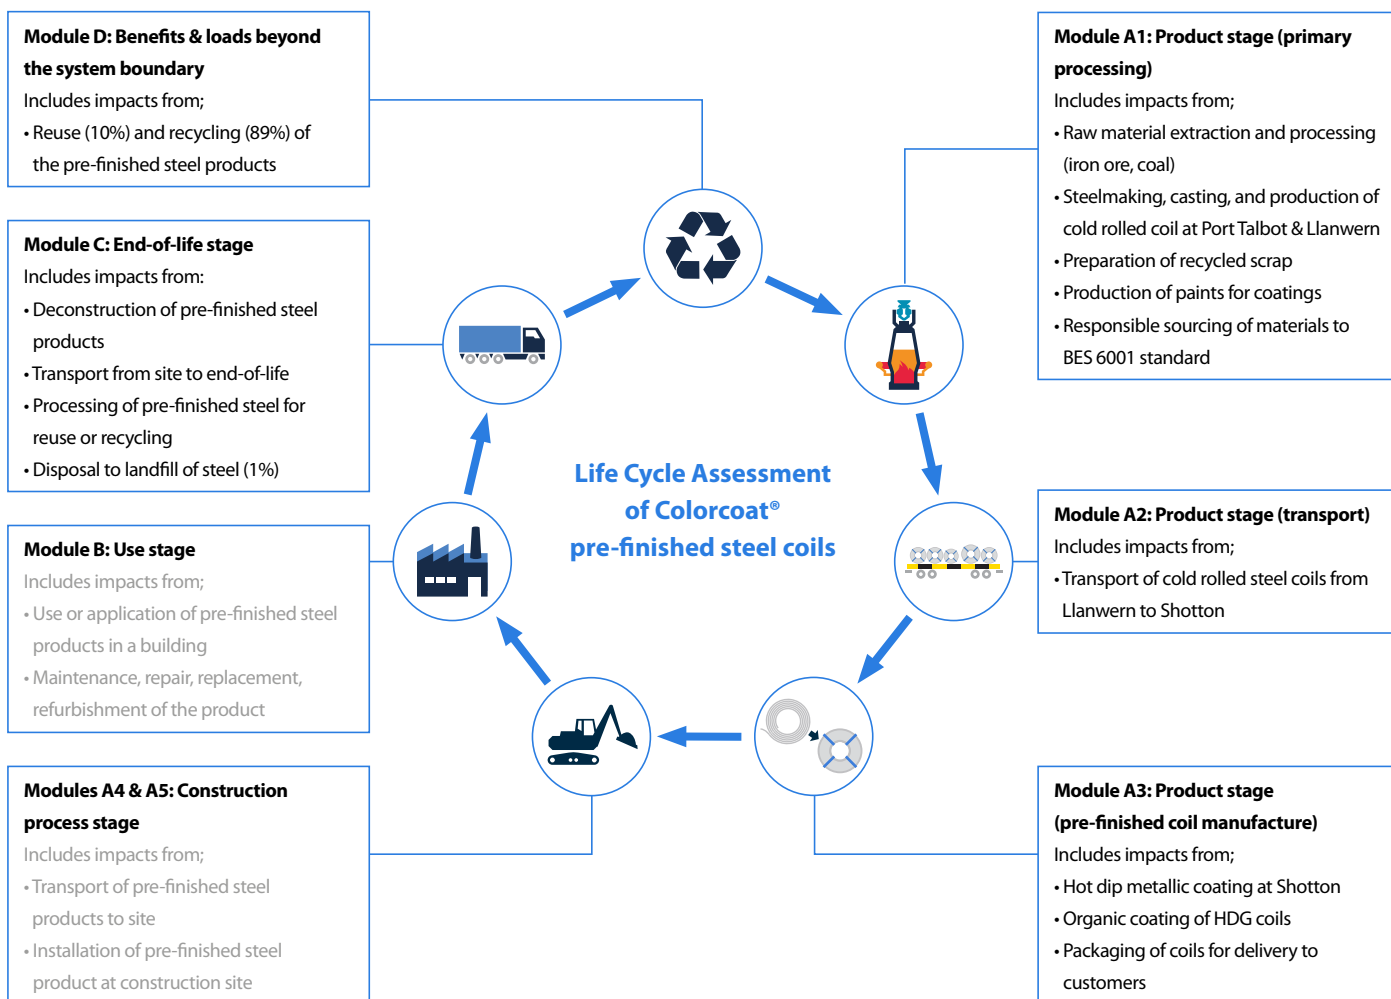 Module D: Benefits & loads beyond
the system boundary
Includes impacts from;
• Reuse (10%) and recycling (89%) of
the pre-finished steel products
Module C: End-of-life stage
Includes impacts from:
• Deconstruction of pre-finished steel
products
• Transport from site to end-of-life
• Processing of pre-finished steel for
reuse or recycling
• Disposal to landfill of steel (1%)
Module B: Use stage
Includes impacts from;
• Use or application of pre-finished steel
products in a building
• Maintenance, repair, replacement,
refurbishment of the product
Modules A4 & A5: Construction
process stage
Includes impacts from;
• Transport of pre-finished steel
products to site
• Installation of pre-finished steel
product at construction site
Life Cycle Assessment
of Colorcoat®
pre-finished steel coils
Module A1: Product stage (primary
processing)
Includes impacts from;
• Raw material extraction and processing
(iron ore, coal)
• Steelmaking, casting, and production of
cold rolled coil at Port Talbot & Llanwern
• Preparation of recycled scrap
• Production of paints for coatings
• Responsible sourcing of materials to
BES 6001 standard
Module A2: Product stage (transport)
Includes impacts from;
• Transport of cold rolled steel coils from
Llanwern to Shotton
Module A3: Product stage
(pre-finished coil manufacture)
Includes impacts from;
• Hot dip metallic coating at Shotton
• Organic coating of HDG coils
• Packaging of coils for delivery to
customers